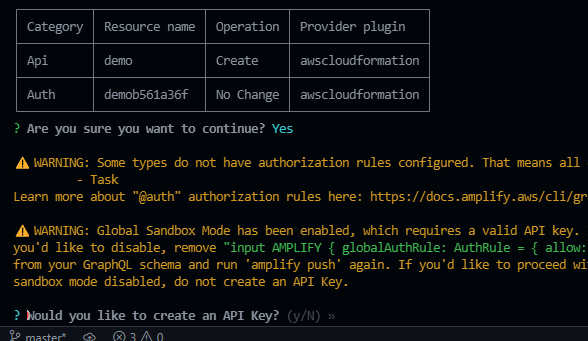 Category Resource name Operation Provider plugin
Api demo Create awscloudformation
Auth demob561a36f No Change awscloudformation
? Are you sure you want to continue? Yes
⚠ WARNING: Some types do not have authorization rules configured. That means all
- Task
Learn more about "@auth" authorization rules here: https://docs.amplify.aws/cli/gr
⚠ WARNING: Global Sandbox Mode has been enabled, which requires a valid API key.
you'd like to disable, remove "input AMPLIFY { globalAuthRule: AuthRule = { allow:
from your GraphQL schema and run 'amplify push' again. If you'd like to proceed wi
sandbox mode disabled, do not create an API Key.
? Would you like to create an API Key? (y/N) »
master* 3 0